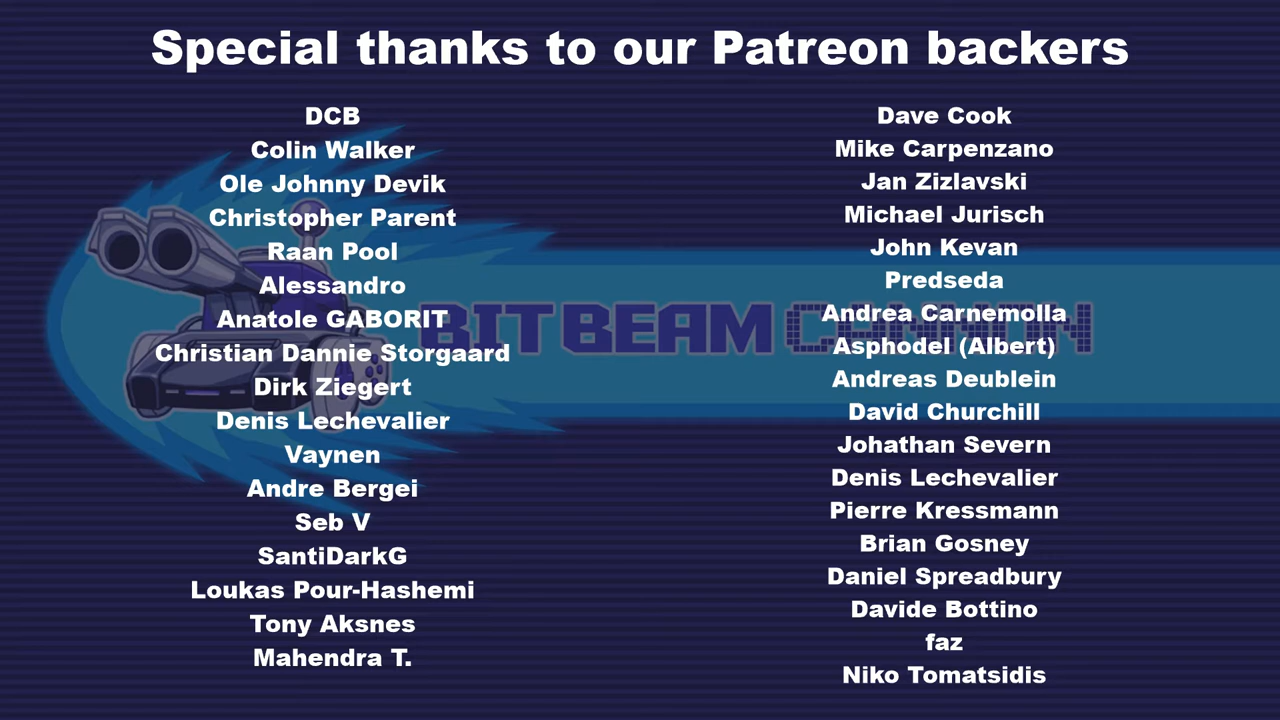 Special thanks to our Patreon backers
DCB
Colin Walker
Ole Johnny Devik
Christopher Parent
Raan Pool
Alessandro
Anatole GABORIT
Christian Dannie Storgaard
Dirk Ziegert
Denis Lechevalier
Vaynen
Andre Bergei
Seb V
SantiDarkG
Loukas Pour-Hashemi
Tony Aksnes
Mahendra T.
Dave Cook
Mike Carpenzano
Jan Zizlavski
Michael Jurisch
John Kevan
Predseda
Andrea Carnemolla
Asphodel (Albert)
Andreas Deublein
David Churchill
Johathan Severn
Denis Lechevalier
Pierre Kressmann
Brian Gosney
Daniel Spreadbury
Davide Bottino
faz
Niko Tomatsidis
BIT BEAM CANNON